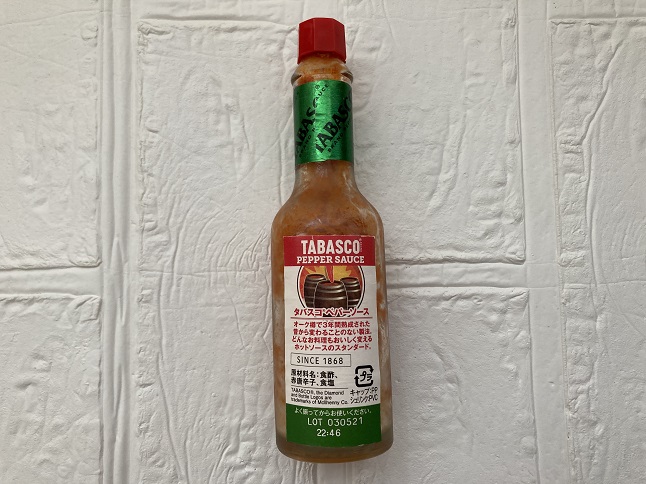 TABASCO
TABASCO
PEPPER SAUCE
タバスコ®ペパーソース
オーク樽で3年間熟成された
昔から変わることのない製法。
どんなお料理もおいしく変える
ホットソースのスタンダード。
SINCE 1868
原材料名:食酢、
赤唐辛子、食塩
プラ
キャップ:PP
シュリンク:PVC
TABASCO®, the Diamond
and Bottle Logos are
trademarks of McIlhenny Co.
よく振ってからお使いください。
LOT 030521
22:46